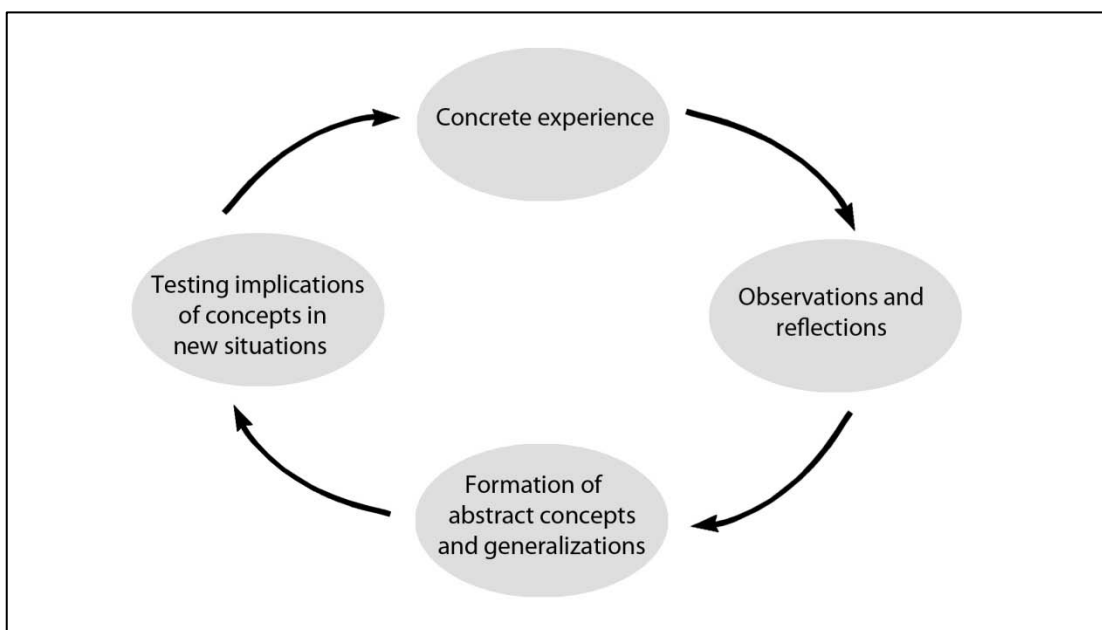 Concrete experience
Observations and
reflections
Formation of
abstract concepts
and generalizations
Testing implications
of concepts in
new situations